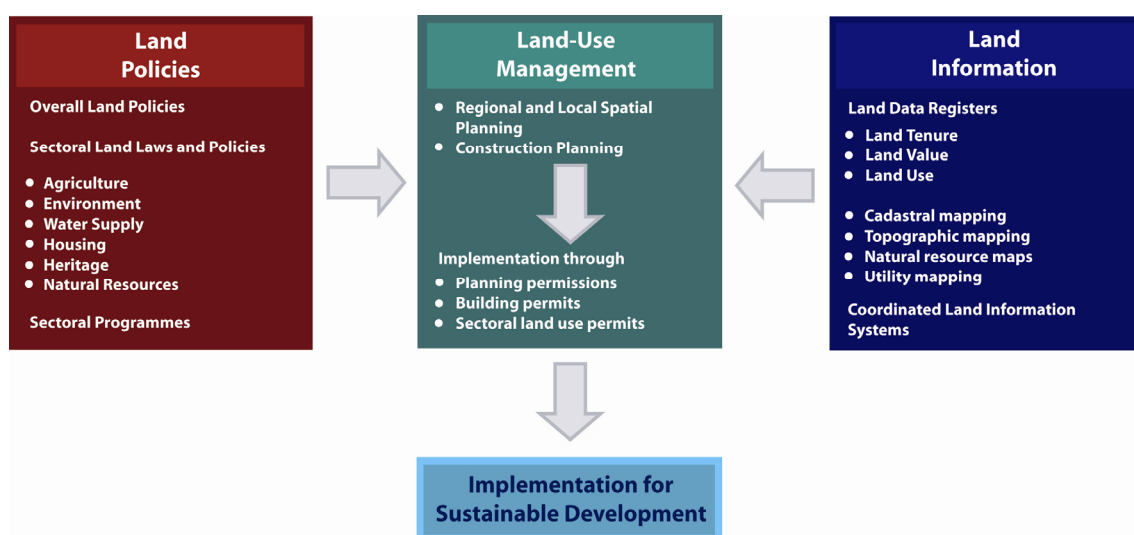 Land
Policies
Overall Land Policies
Sectoral Land Laws and Policies
Agriculture
Environment
Water Supply
Housing
Heritage
Natural Resources
Sectoral Programmes
Land-Use
Management
Regional and Local Spatial
Planning
Construction Planning
Implementation through
Planning permissions
Building permits
Sectoral land use permits
Land
Information
Land Data Registers
Land Tenure
Land Value
Land Use
Cadastral mapping
Topographic mapping
Natural resource maps
Utility mapping
Coordinated Land Information
Systems
Implementation for
Sustainable Development